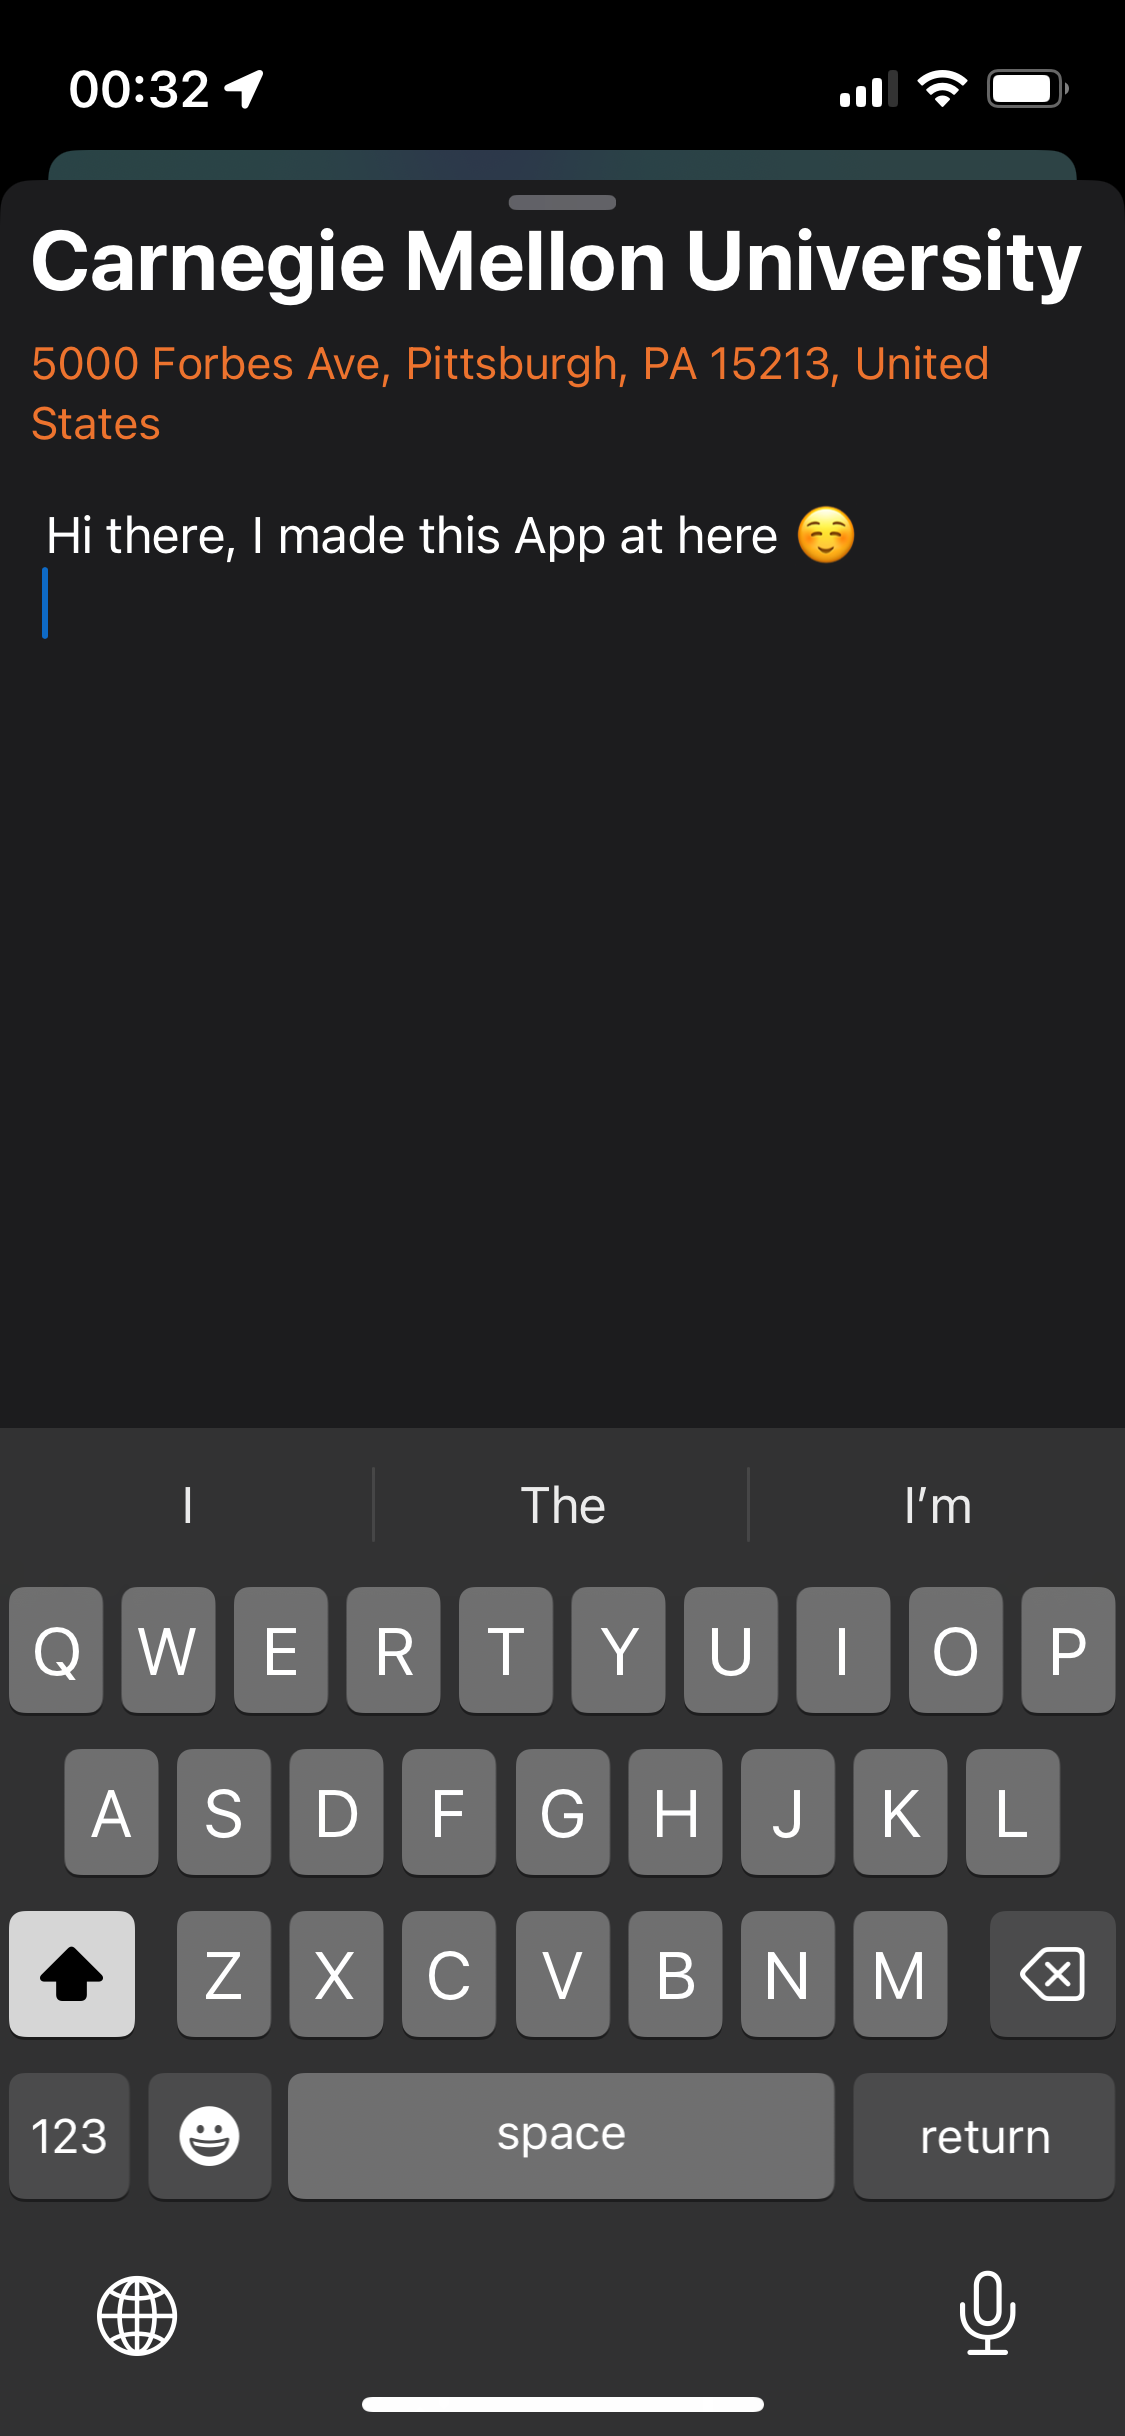 00:32
Carnegie Mellon University
5000 Forbes Ave, Pittsburgh, PA 15213, United
States
Hi there, I made this App at here ☺️
I The I’m
Q W E R T Y U I O P
A S D F G H J K L
Z X C V B N M
123 space return